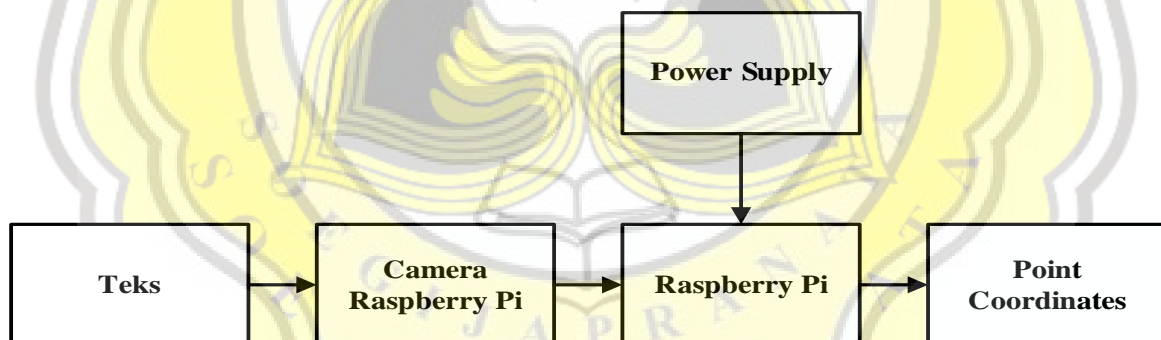 Power Supply
Teks
Camera
Raspberry Pi
Raspberry Pi
Point
Coordinates